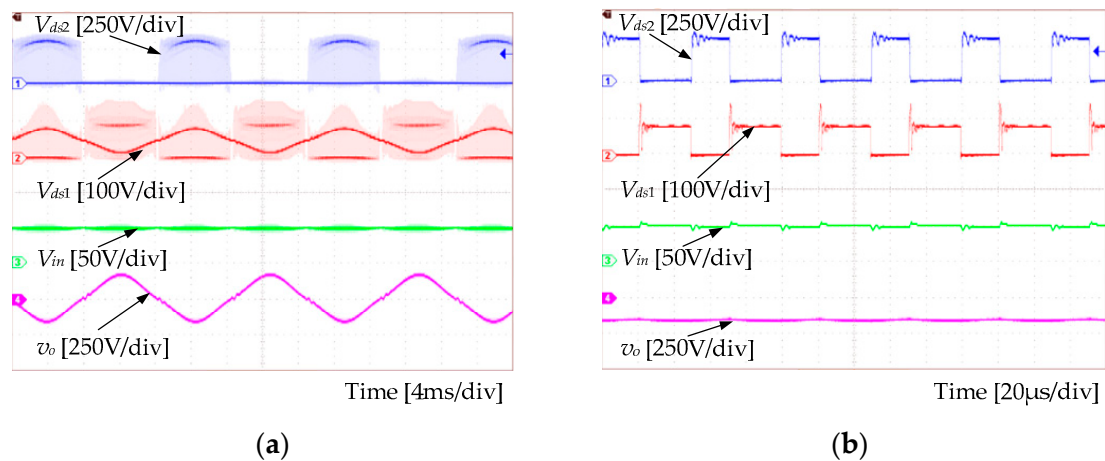 Vds2 [250V/div]
1
2
Vds1 [100V/div]
Vin [50V/div]
3
4
vo [250V/div]
Time [4ms/div]
(a)
Vds2 [250V/div]
1
2
Vds1 [100V/div]
Vin [50V/div]
3
4
vo [250V/div]
Time [20μs/div]
(b)